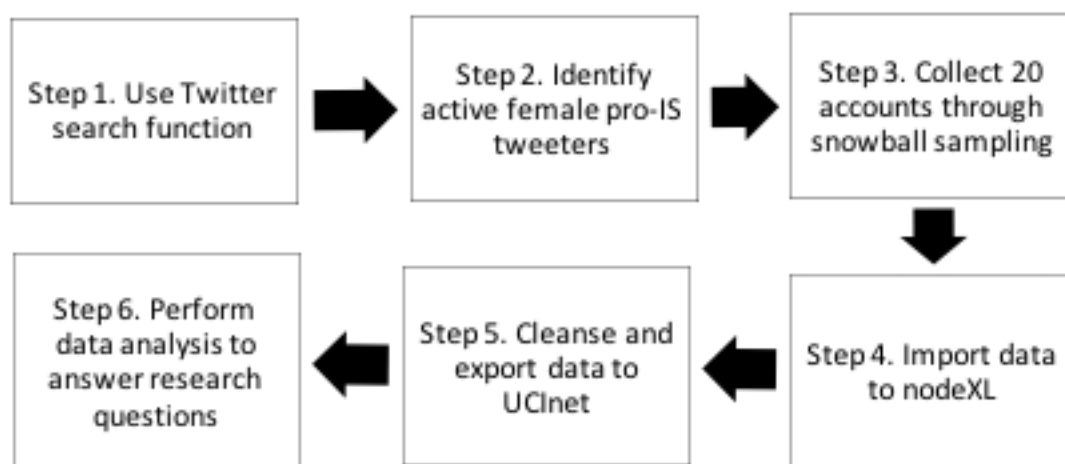 Step 1. Use Twitter
search function
Step 2. Identify
active female pro-IS
tweeters
Step 3. Collect 20
accounts through
snowball sampling
Step 4. Import data
to nodeXL
Step 5. Cleanse and
export data to
UCInet
Step 6. Perform
data analysis to
answer research
questions